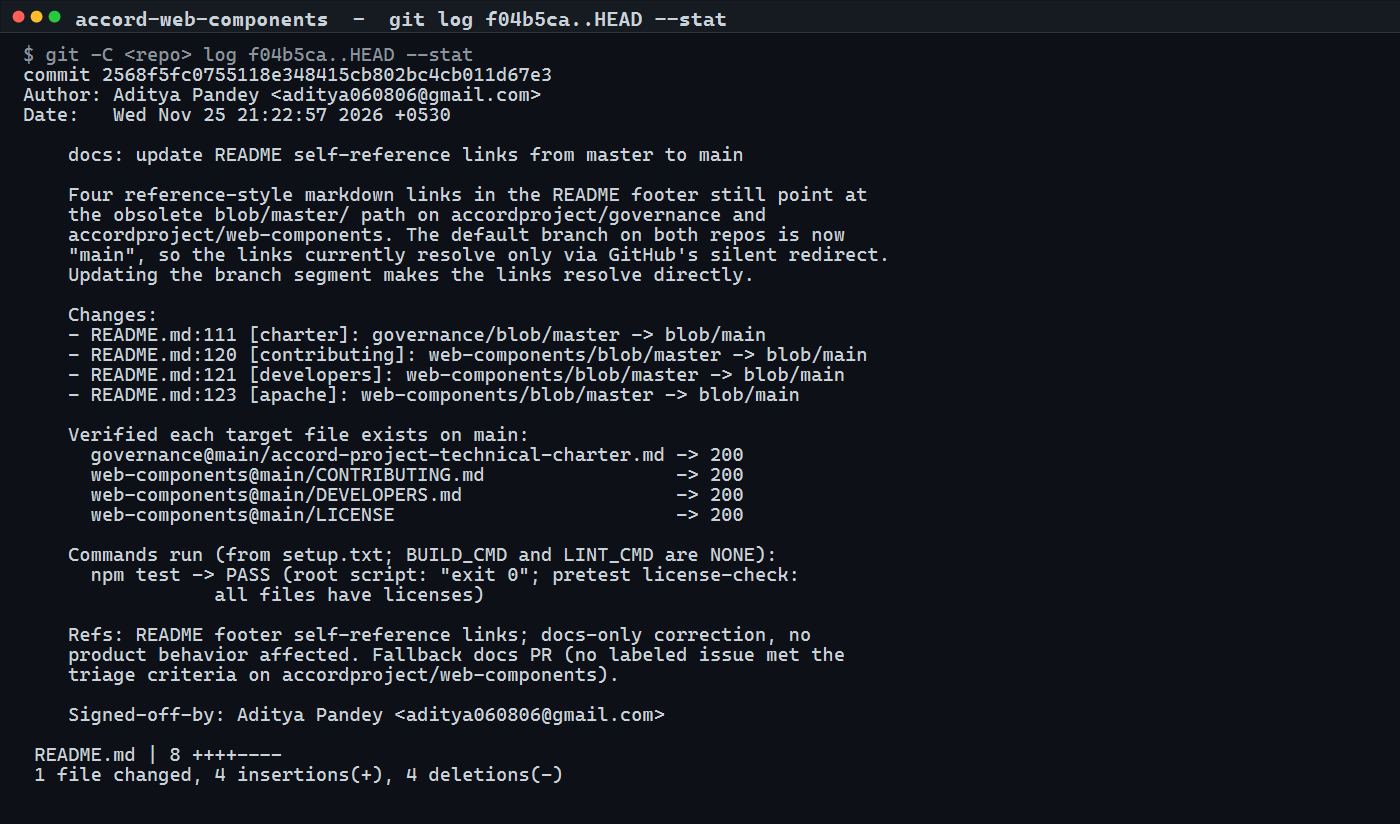 accord-web-components - git log f04b5ca..HEAD --stat
$ git -C <repo> log f04b5ca..HEAD --stat
commit 2568f5fc0755118e348415cb802bc4cb011d67e3
Author: Aditya Pandey <aditya060806@gmail.com>
Date:   Wed Nov 25 21:22:57 2026 +0530
docs: update README self-reference links from master to main
Four reference-style markdown links in the README footer still point at
the obsolete blob/master/ path on accordproject/governance and
accordproject/web-components. The default branch on both repos is now
"main", so the links currently resolve only via GitHub's silent redirect.
Updating the branch segment makes the links resolve directly.
Changes:
- README.md:111 [charter]: governance/blob/master -> blob/main
- README.md:120 [contributing]: web-components/blob/master -> blob/main
- README.md:121 [developers]: web-components/blob/master -> blob/main
- README.md:123 [apache]: web-components/blob/master -> blob/main
Verified each target file exists on main:
governance@main/accord-project-technical-charter.md -> 200
web-components@main/CONTRIBUTING.md -> 200
web-components@main/DEVELOPERS.md -> 200
web-components@main/LICENSE -> 200
Commands run (from setup.txt; BUILD_CMD and LINT_CMD are NONE):
npm test -> PASS (root script: "exit 0"; pretest license-check:
all files have licenses)
Refs: README footer self-reference links; docs-only correction, no
product behavior affected. Fallback docs PR (no labeled issue met the
triage criteria on accordproject/web-components).
Signed-off-by: Aditya Pandey <aditya060806@gmail.com>
README.md | 8 ++++----
1 file changed, 4 insertions(+), 4 deletions(-)